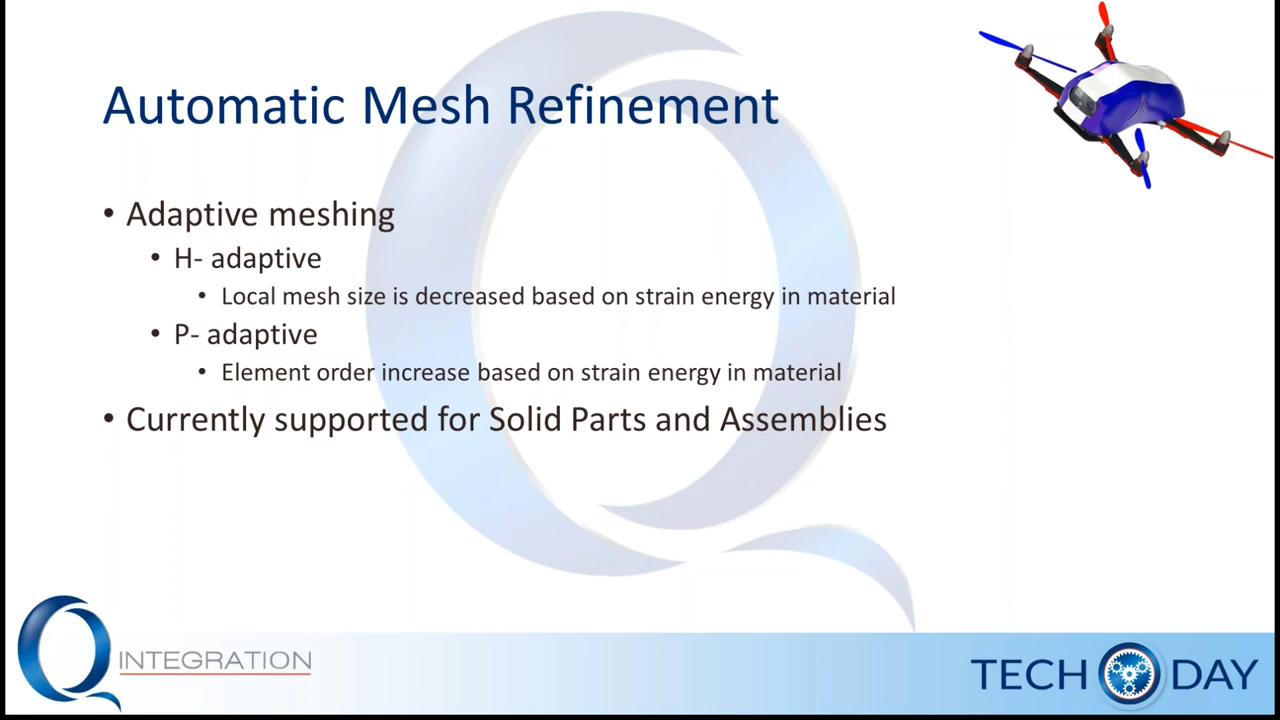 Automatic Mesh Refinement
• Adaptive meshing
• H- adaptive
• Local mesh size is decreased based on strain energy in material
• P- adaptive
• Element order increase based on strain energy in material
• Currently supported for Solid Parts and Assemblies
Q INTEGRATION
TECH DAY